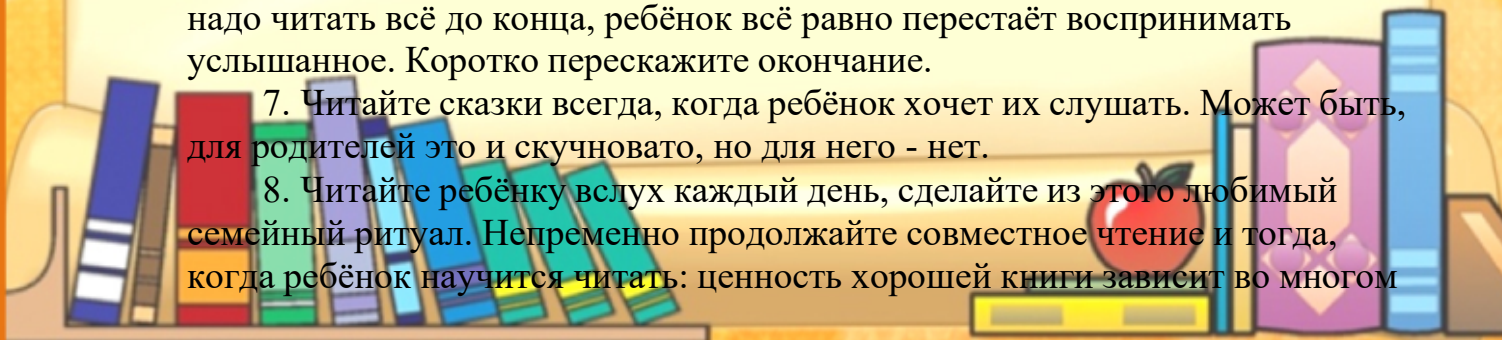 надо читать всё до конца, ребёнок всё равно перестаёт воспринимать
услышанное. Коротко перескажите окончание.
7. Читайте сказки всегда, когда ребёнок хочет их слушать. Может быть,
для родителей это и скучновато, но для него - нет.
8. Читайте ребёнку вслух каждый день, сделайте из этого любимый
семейный ритуал. Непременно продолжайте совместное чтение и тогда,
когда ребёнок научится читать: ценность хорошей книги зависит во многом